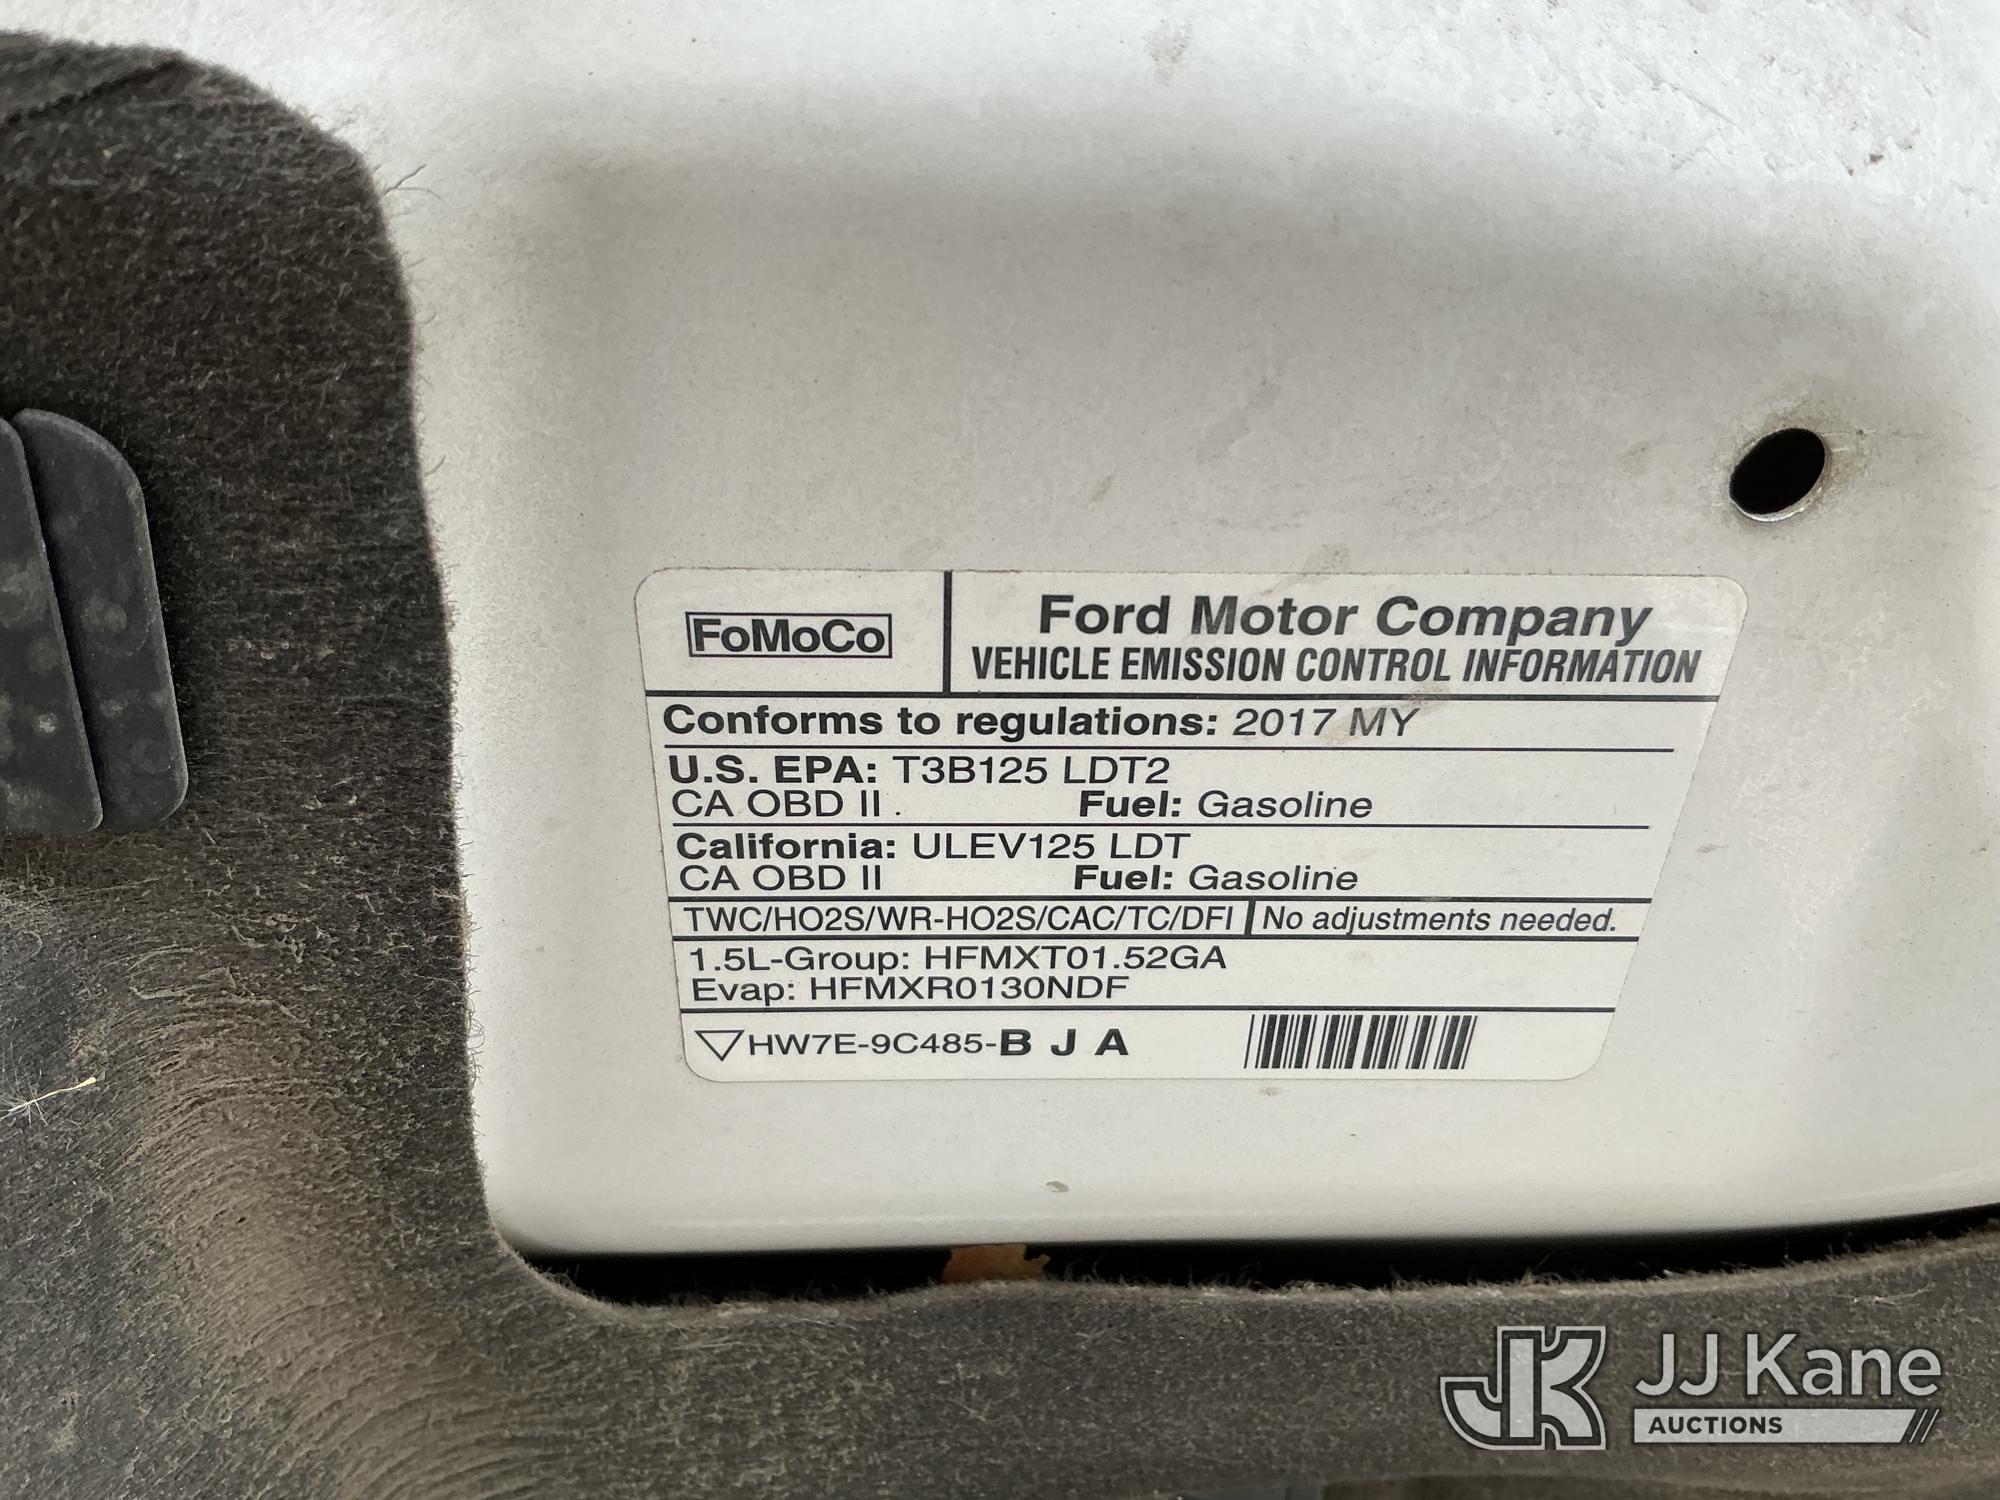 FoMoCo
Ford Motor Company
VEHICLE EMISSION CONTROL INFORMATION
Conforms to regulations: 2017 MY
U.S. EPA: T3B125 LDT2
CA OBD II . Fuel: Gasoline
California: ULEV125 LDT
CA OBD II Fuel: Gasoline
TWC/HO2S/WR-HO2S/CAC/TC/DFI No adjustments needed.
1.5L-Group: HFMXT01.52GA
Evap: HFMXR0130NDF
HW7E-9C485-B J A
JK JJ Kane
AUCTIONS